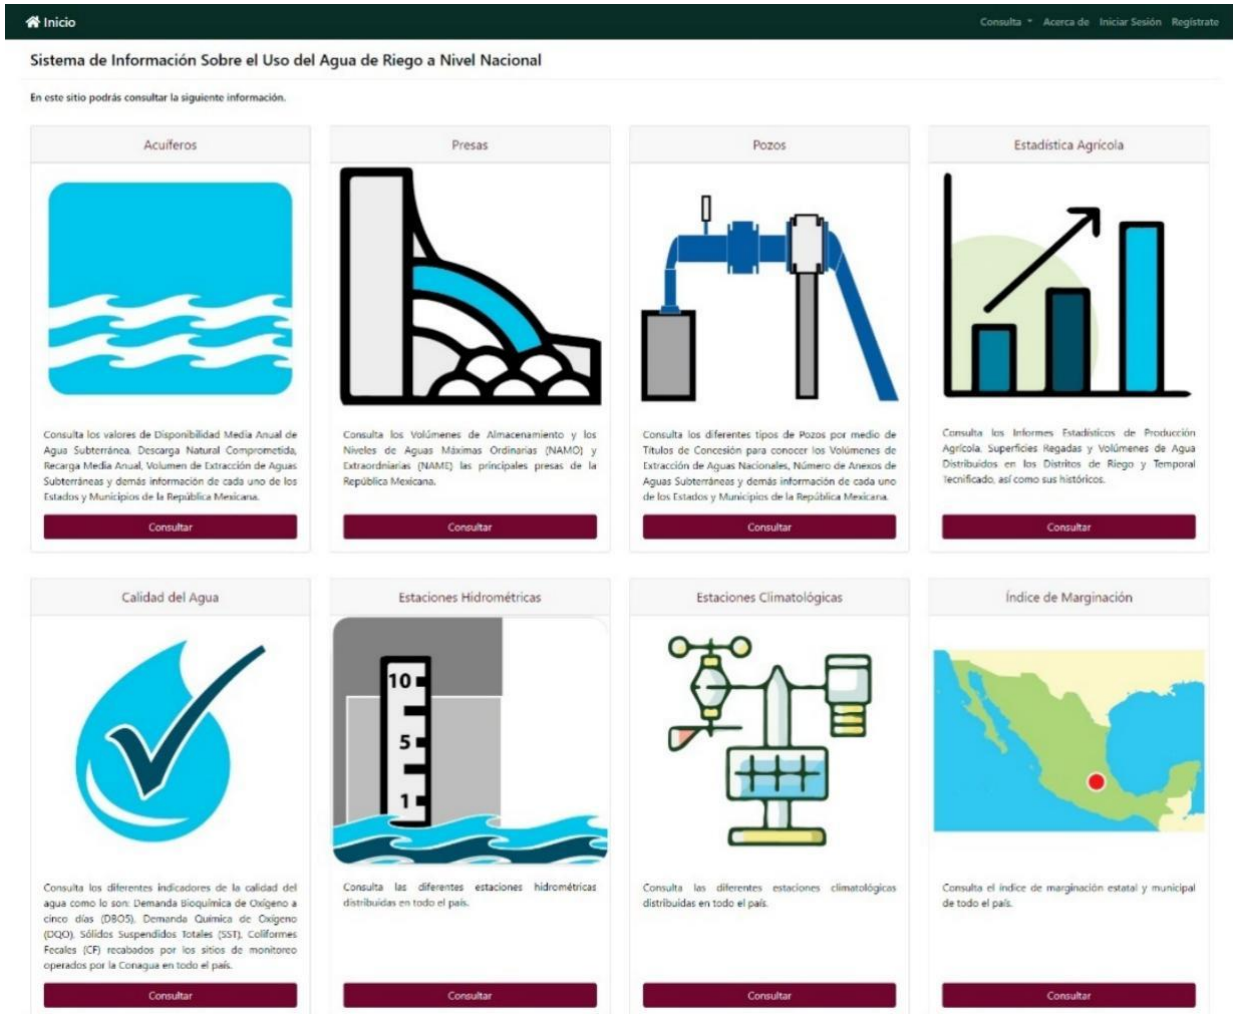 Inicio
Consulta Acerca de Iniciar Sesión Regístrate
Sistema de Información Sobre el Uso del Agua de Riego a Nivel Nacional
En este sitio podrás consultar la siguiente información.
Acuíferos
Consulta los valores de Disponibilidad Media Anual de
Agua Subterránea, Descarga Natural Comprometida,
Recarga Media Anual, Volumen de Extracción de Aguas
Subterráneas y demás información de cada uno de los
Estados y Municipios de la República Mexicana.
Consultar
Presas
Consulta los Volúmenes de Almacenamiento y los
Niveles de Aguas Máximas Ordinarias (NAMO) y
Extraordniarias (NAME) las principales presas de la
República Mexicana.
Consultar
Pozos
Consulta los diferentes tipos de Pozos por medio de
Títulos de Concesión para conocer los Volúmenes de
Extracción de Aguas Nacionales, Número de Anexos de
Aguas Subterráneas y demás información de cada uno
de los Estados y Municipios de la República Mexicana.
Consultar
Estadística Agrícola
Consulta los Informes Estadísticos de Producción
Agrícola, Superficies Regadas y Volúmenes de Agua
Distribuidos en los Distritos de Riego y Temporal
Tecnificado, así como sus históricos.
Consultar
Calidad del Agua
Consulta los diferentes indicadores de la calidad del
agua como lo son: Demanda Bioquímica de Oxígeno a
cinco días (DBO5), Demanda Química de Oxígeno
(DQO), Sólidos Suspendidos Totales (SST), Coliformes
Fecales (CF) recabados por los sitios de monitoreo
operados por la Conagua en todo el país.
Consultar
Estaciones Hidrométricas
10
5
1
Consulta las diferentes estaciones hidrométricas
distribuidas en todo el país.
Consultar
Estaciones Climatológicas
Consulta las diferentes estaciones climatológicas
distribuidas en todo el país.
Consultar
Índice de Marginación
Consulta el índice de marginación estatal y municipal
de todo el país.
Consultar